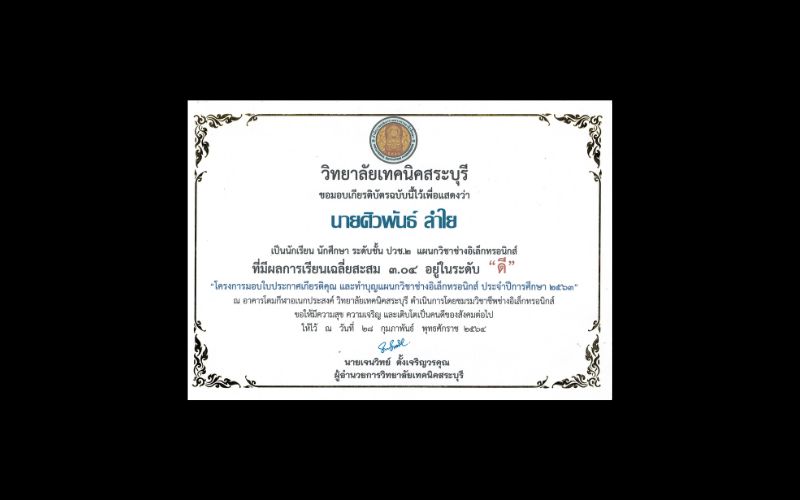 วิทยาลัยเทคนิคสระบุรี
ขอมอบเกียรติบัตรฉบับนี้ไว้เพื่อแสดงว่า
นายศิวพันธ์ ลำใย
เป็นนักเรียน นักศึกษา ระดับชั้น ปวช.๒ แผนกวิชาช่างอิเล็กทรอนิกส์
ที่มีผลการเรียนเฉลี่ยสะสม ๓.๐๔ อยู่ในระดับ “ดี”
"โครงการมอบใบประกาศเกียรติคุณ และทำบุญแผนกวิชาช่างอิเล็กทรอนิกส์ ประจำปีการศึกษา ๒๕๖๓"
ณ อาคารโดมกีฬาอเนกประสงค์ วิทยาลัยเทคนิคสระบุรี ดำเนินการโดยชมรมวิชาชีพช่างอิเล็กทรอนิกส์
ขอให้มีความสุข ความเจริญ และเติบโตเป็นคนดีของสังคมต่อไป
ให้ไว้ ณ วันที่ ๒๘ กุมภาพันธ์ พุทธศักราช ๒๕๖๔
นายเจนวิทย์ ตั้งเจริญวรคุณ
ผู้อำนวยการวิทยาลัยเทคนิคสระบุรี